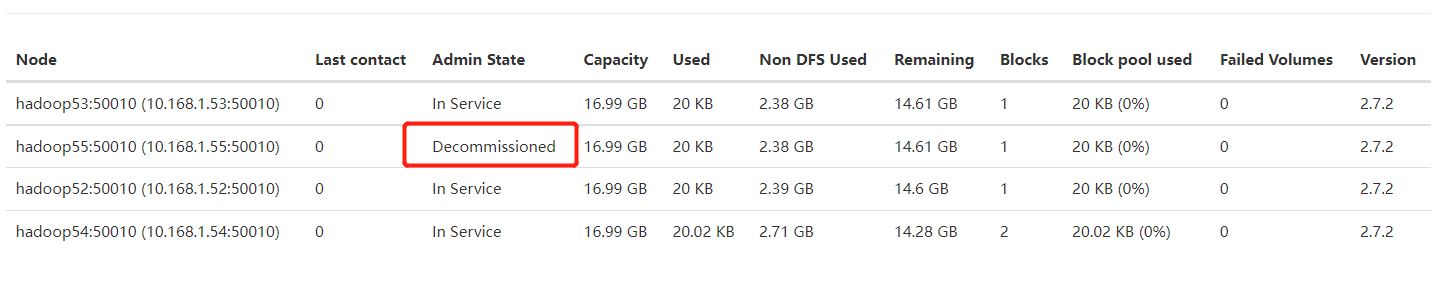 Node Last contact Admin State Capacity Used Non DFS Used Remaining Blocks Block pool used Failed Volumes Version
hadoop53:50010 (10.168.1.53:50010) 0 In Service 16.99 GB 20 KB 2.38 GB 14.61 GB 1 20 KB (0%) 0 2.7.2
hadoop55:50010 (10.168.1.55:50010) 0 Decommissioned 16.99 GB 20 KB 2.38 GB 14.61 GB 1 20 KB (0%) 0 2.7.2
hadoop52:50010 (10.168.1.52:50010) 0 In Service 16.99 GB 20 KB 2.39 GB 14.6 GB 1 20 KB (0%) 0 2.7.2
hadoop54:50010 (10.168.1.54:50010) 0 In Service 16.99 GB 20.02 KB 2.71 GB 14.28 GB 2 20.02 KB (0%) 0 2.7.2